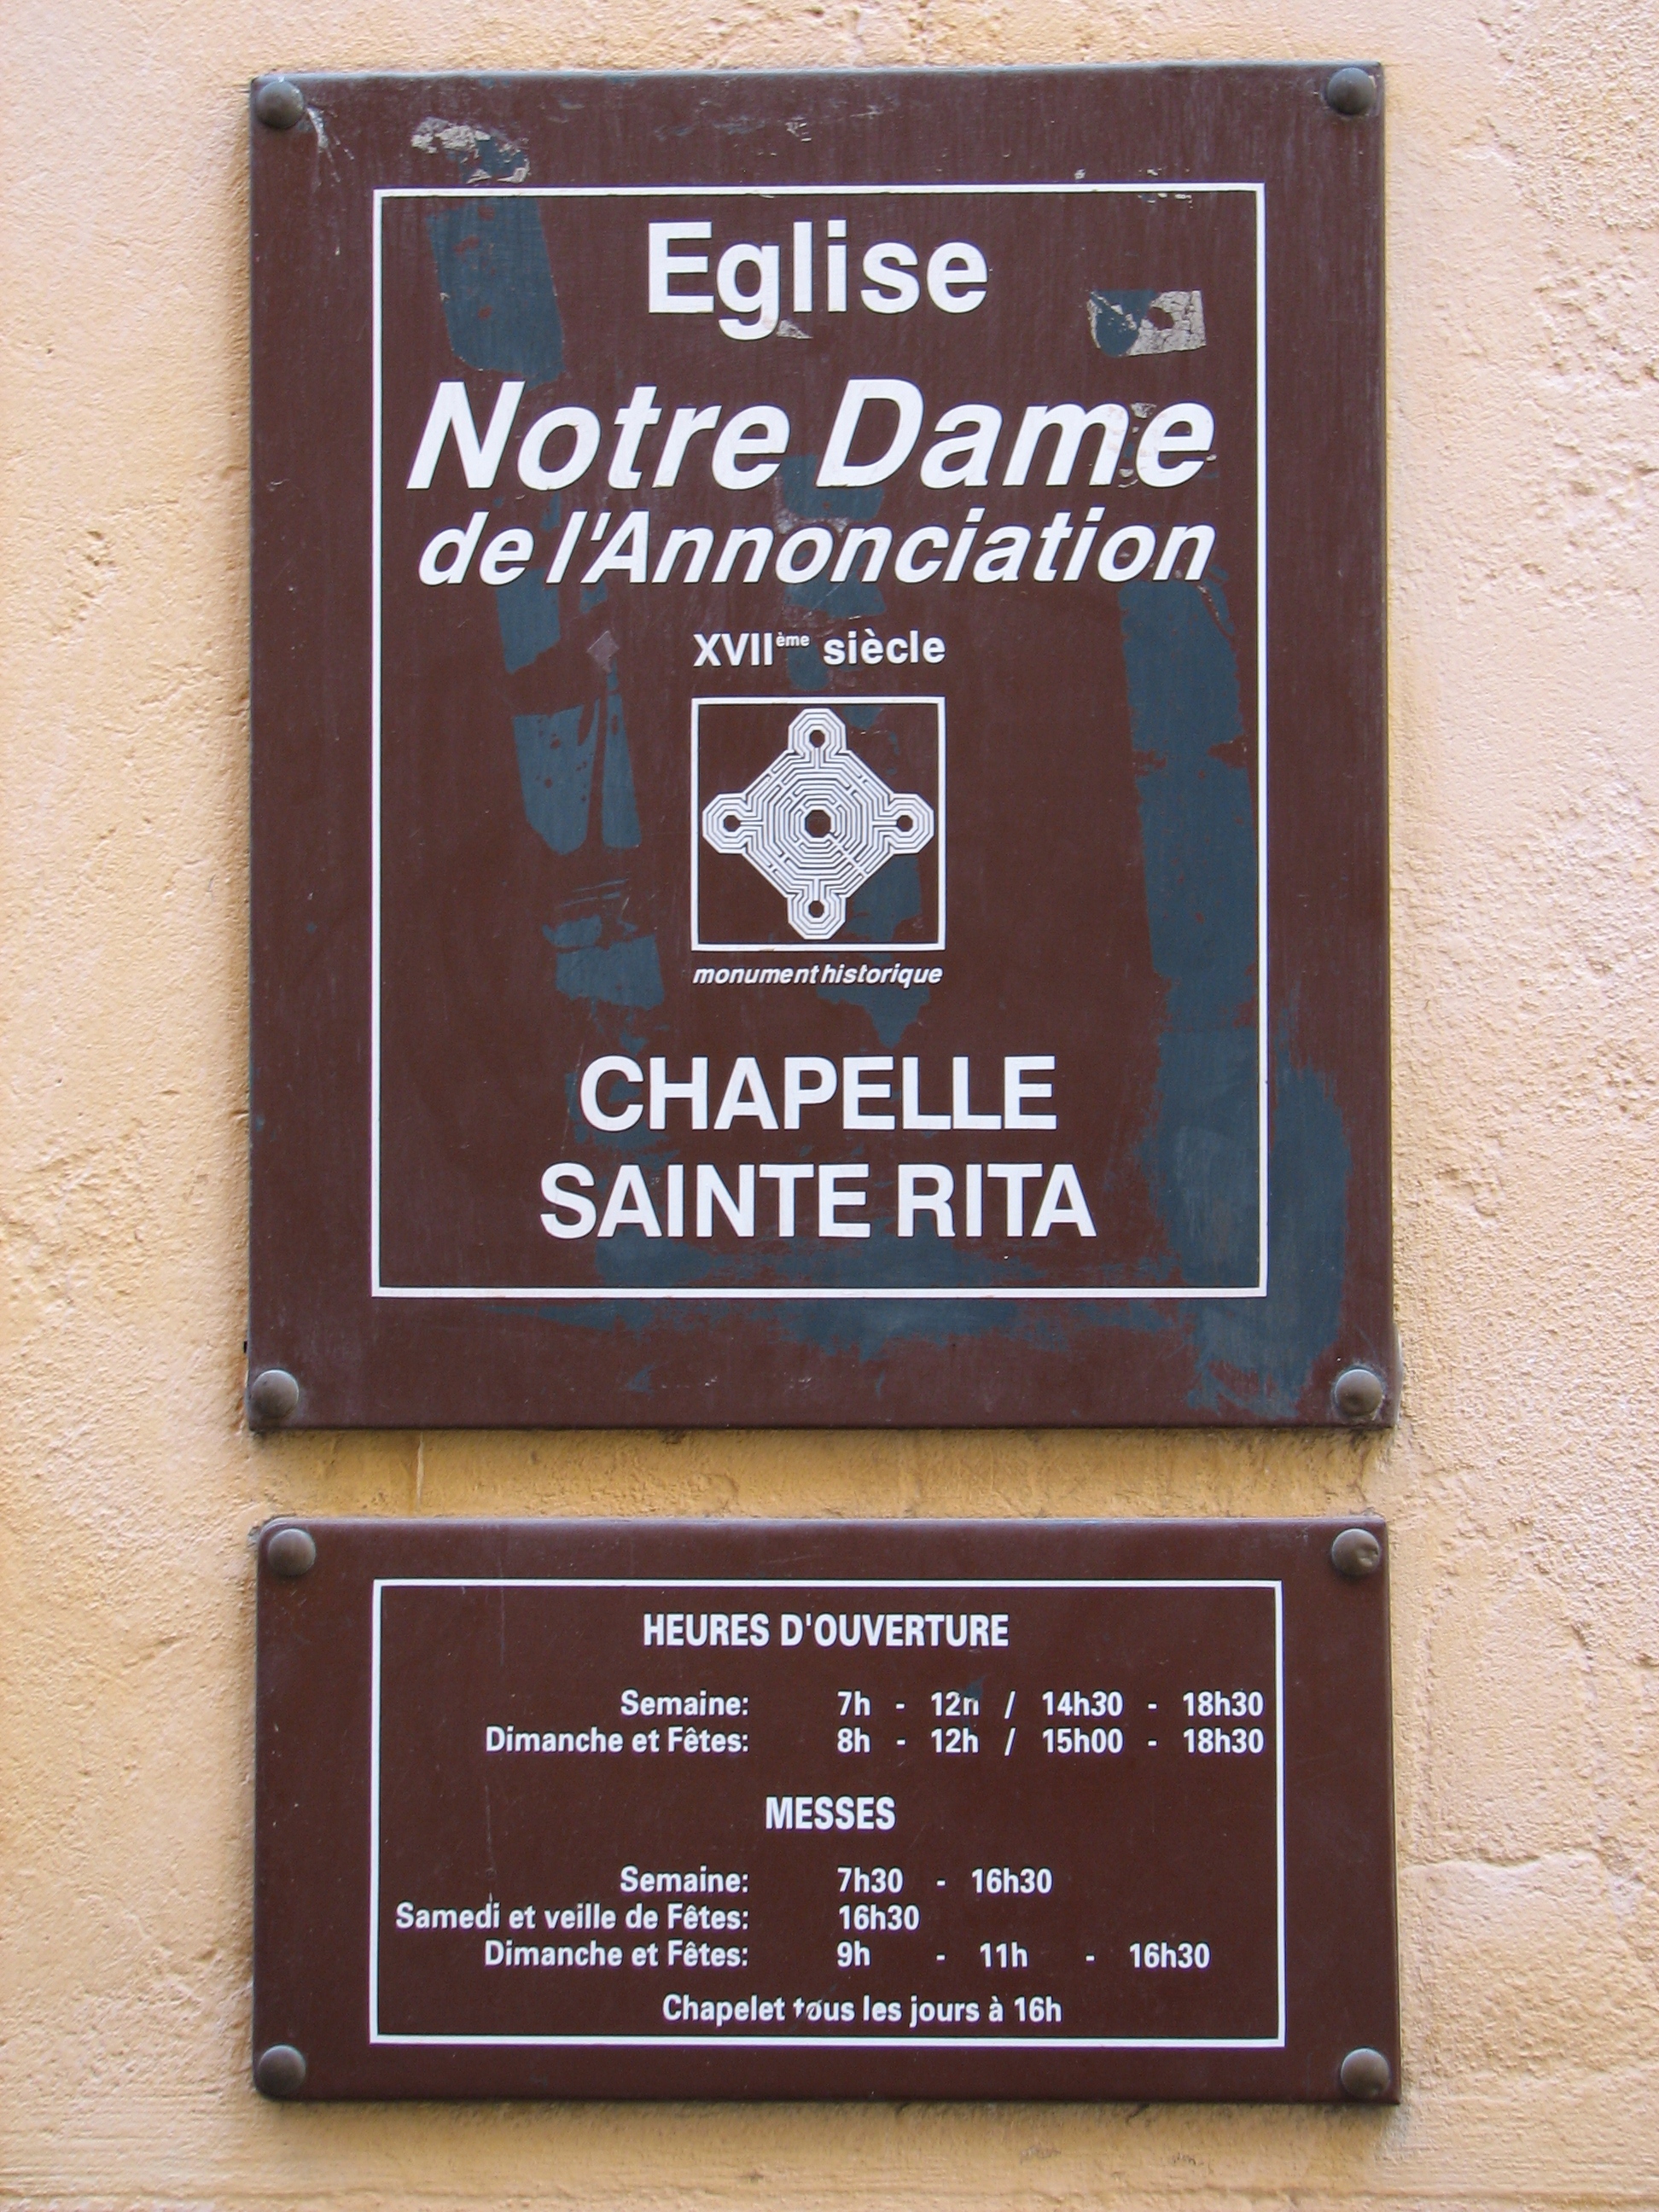 Eglise
Notre Dame
de l'Annonciation
XVIIème siècle
monument historique
CHAPELLE
SAINTE RITA
HEURES D'OUVERTURE
Semaine: 7h - 12h / 14h30 - 18h30
Dimanche et Fêtes: 8h - 12h / 15h00 - 18h30
MESSES
Semaine: 7h30 - 16h30
Samedi et veille de Fêtes: 16h30
Dimanche et Fêtes: 9h - 11h - 16h30
Chapelet tous les jours à 16h